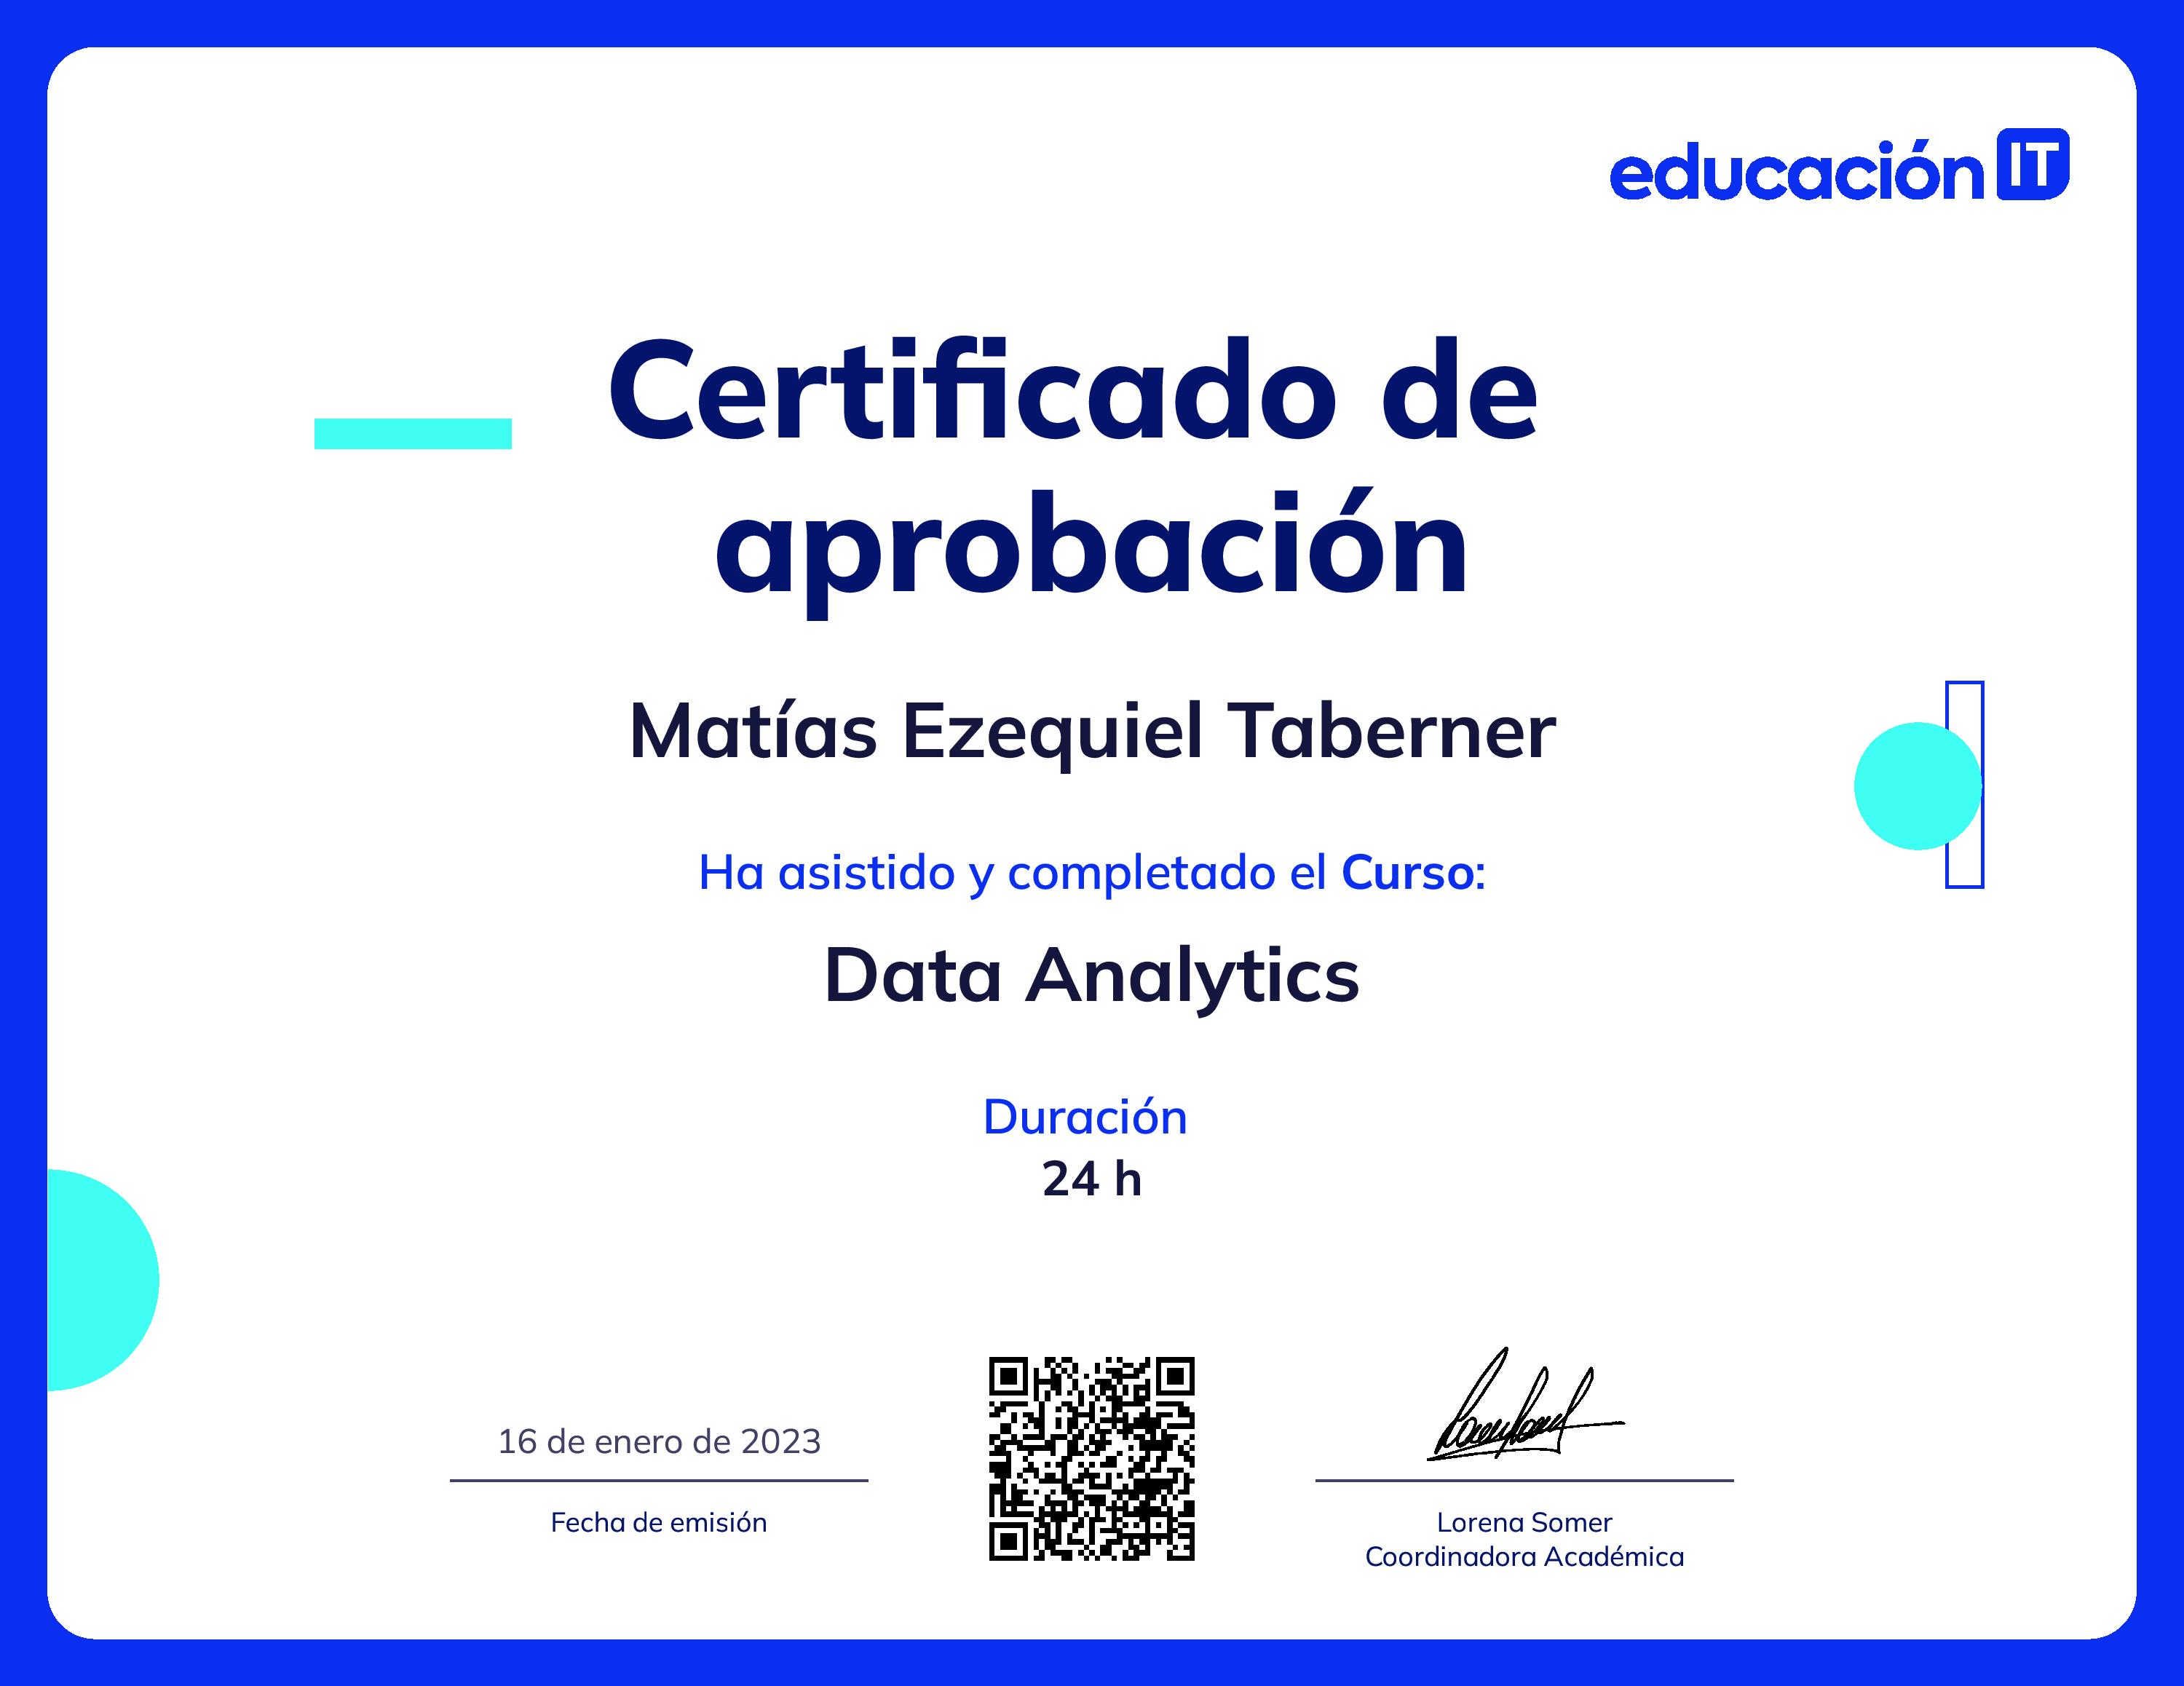 educación IT
Certificado de
aprobación
Matías Ezequiel Taberner
Ha asistido y completado el Curso:
Data Analytics
Duración
24 h
16 de enero de 2023
Fecha de emisión
Lorena Somer
Coordinadora Académica